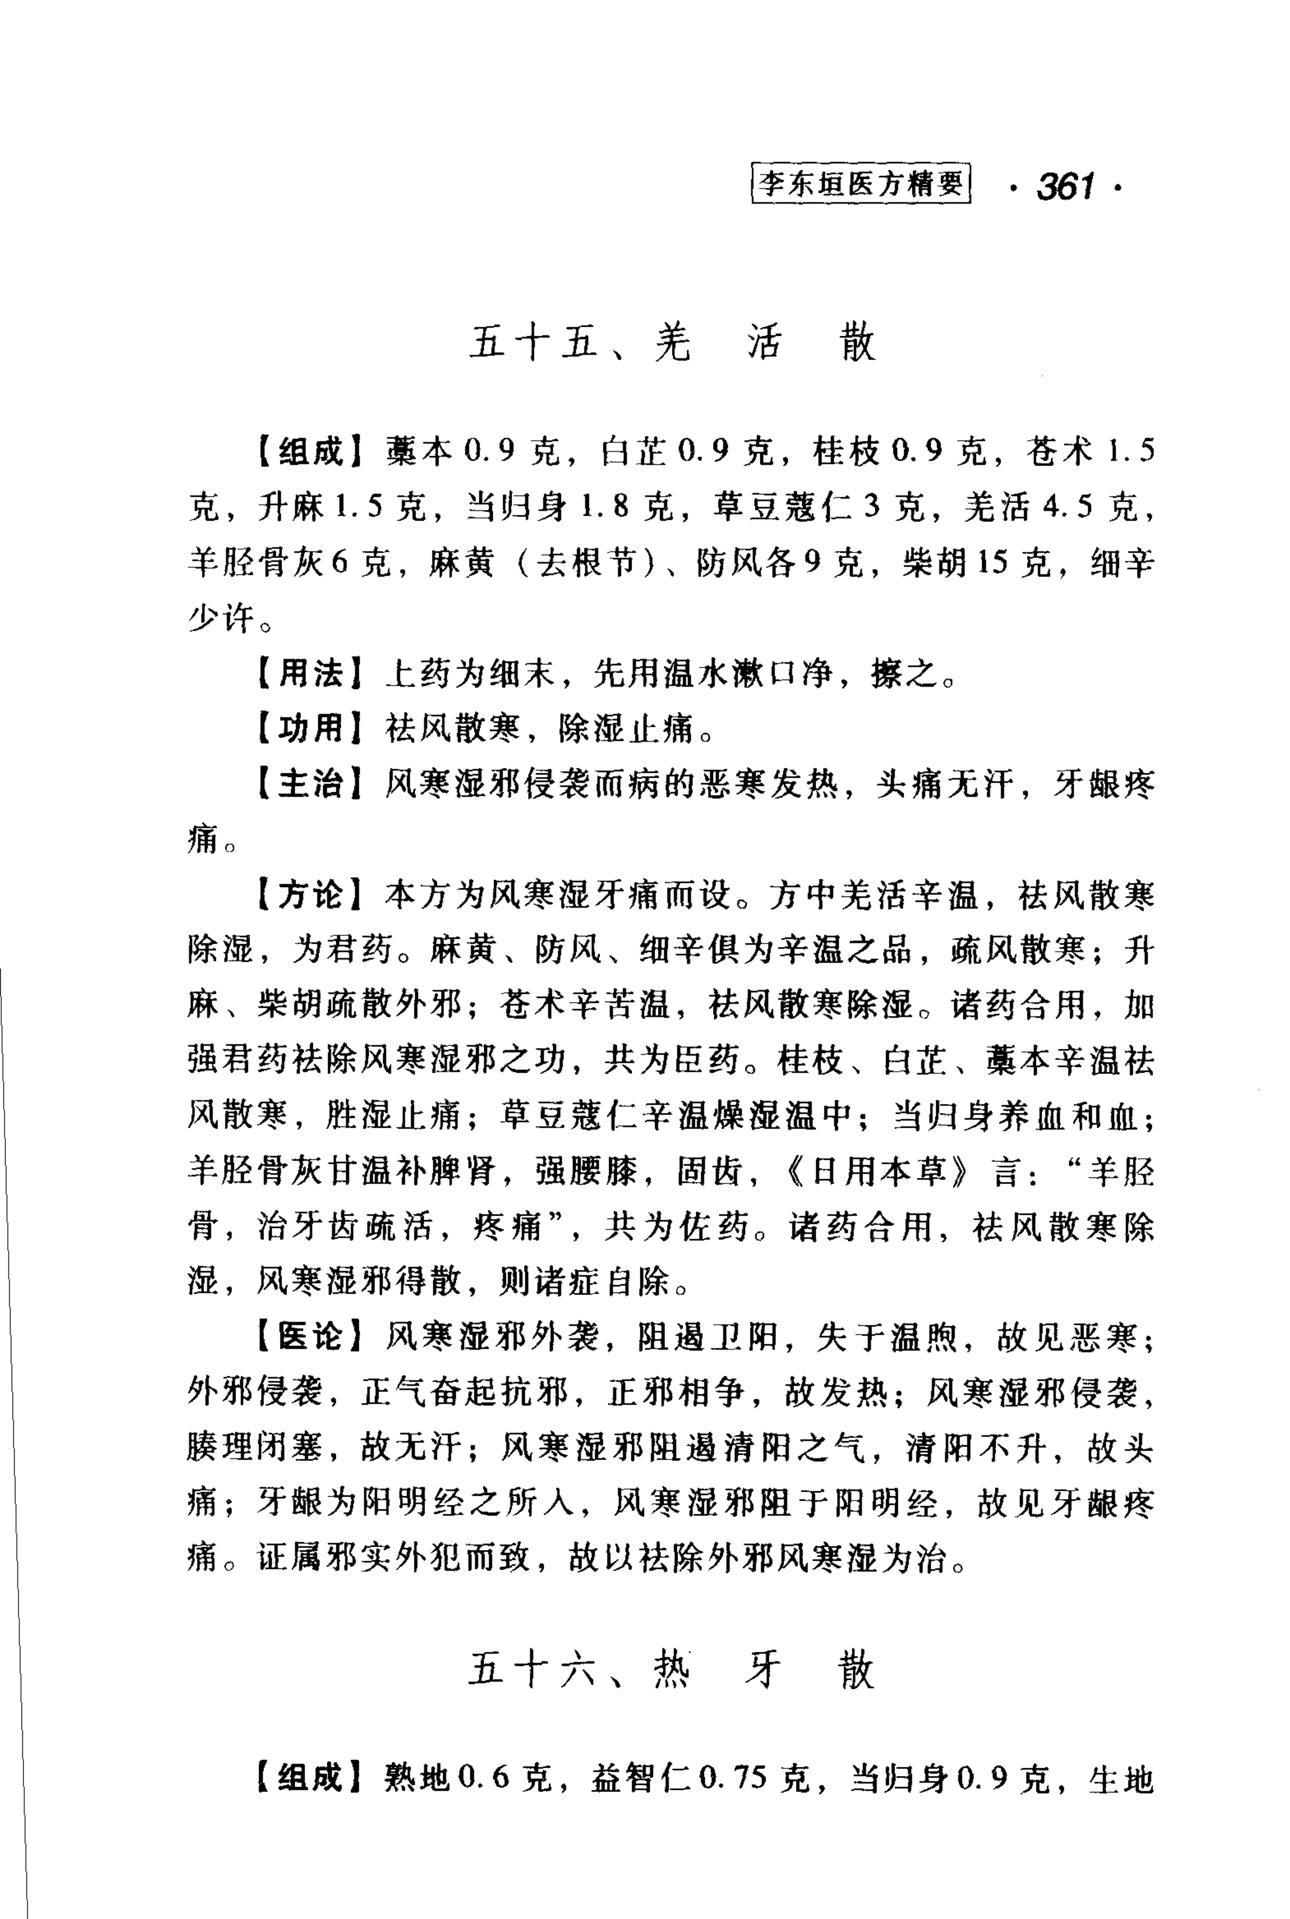 李东垣医方精要 · 361 ·
五十五、羌 活 散
【组成】藁本0.9克，白芷0.9克，桂枝0.9克，苍术1.5
克，升麻1.5克，当归身1.8克，草豆蔻仁3克，羌活4.5克，
羊胫骨灰6克，麻黄（去根节）、防风各9克，柴胡15克，细辛
少许。
【用法】上药为细末，先用温水漱口净，擦之。
【功用】祛风散寒，除湿止痛。
【主治】风寒湿邪侵袭而病的恶寒发热，头痛无汗，牙龈疼
痛。
【方论】本方为风寒湿牙痛而设。方中羌活辛温，祛风散寒
除湿，为君药。麻黄、防风、细辛俱为辛温之品，疏风散寒；升
麻、柴胡疏散外邪；苍术辛苦温，祛风散寒除湿。诸药合用，加
强君药祛除风寒湿邪之功，共为臣药。桂枝、白芷、藁本辛温祛
风散寒，胜湿止痛；草豆蔻仁辛温燥湿温中；当归身养血和血；
羊胫骨灰甘温补脾肾，强腰膝，固齿，《日用本草》言：“羊胫
骨，治牙齿疏活，疼痛”，共为佐药。诸药合用，祛风散寒除
湿，风寒湿邪得散，则诸症自除。
【医论】风寒湿邪外袭，阻遏卫阳，失于温煦，故见恶寒；
外邪侵袭，正气奋起抗邪，正邪相争，故发热；风寒湿邪侵袭，
腠理闭塞，故无汗；风寒湿邪阻遏清阳之气，清阳不升，故头
痛；牙龈为阳明经之所入，风寒湿邪阻于阳明经，故见牙龈疼
痛。证属邪实外犯而致，故以祛除外邪风寒湿为治。
五十六、热 牙 散
【组成】熟地0.6克，益智仁0.75克，当归身0.9克，生地